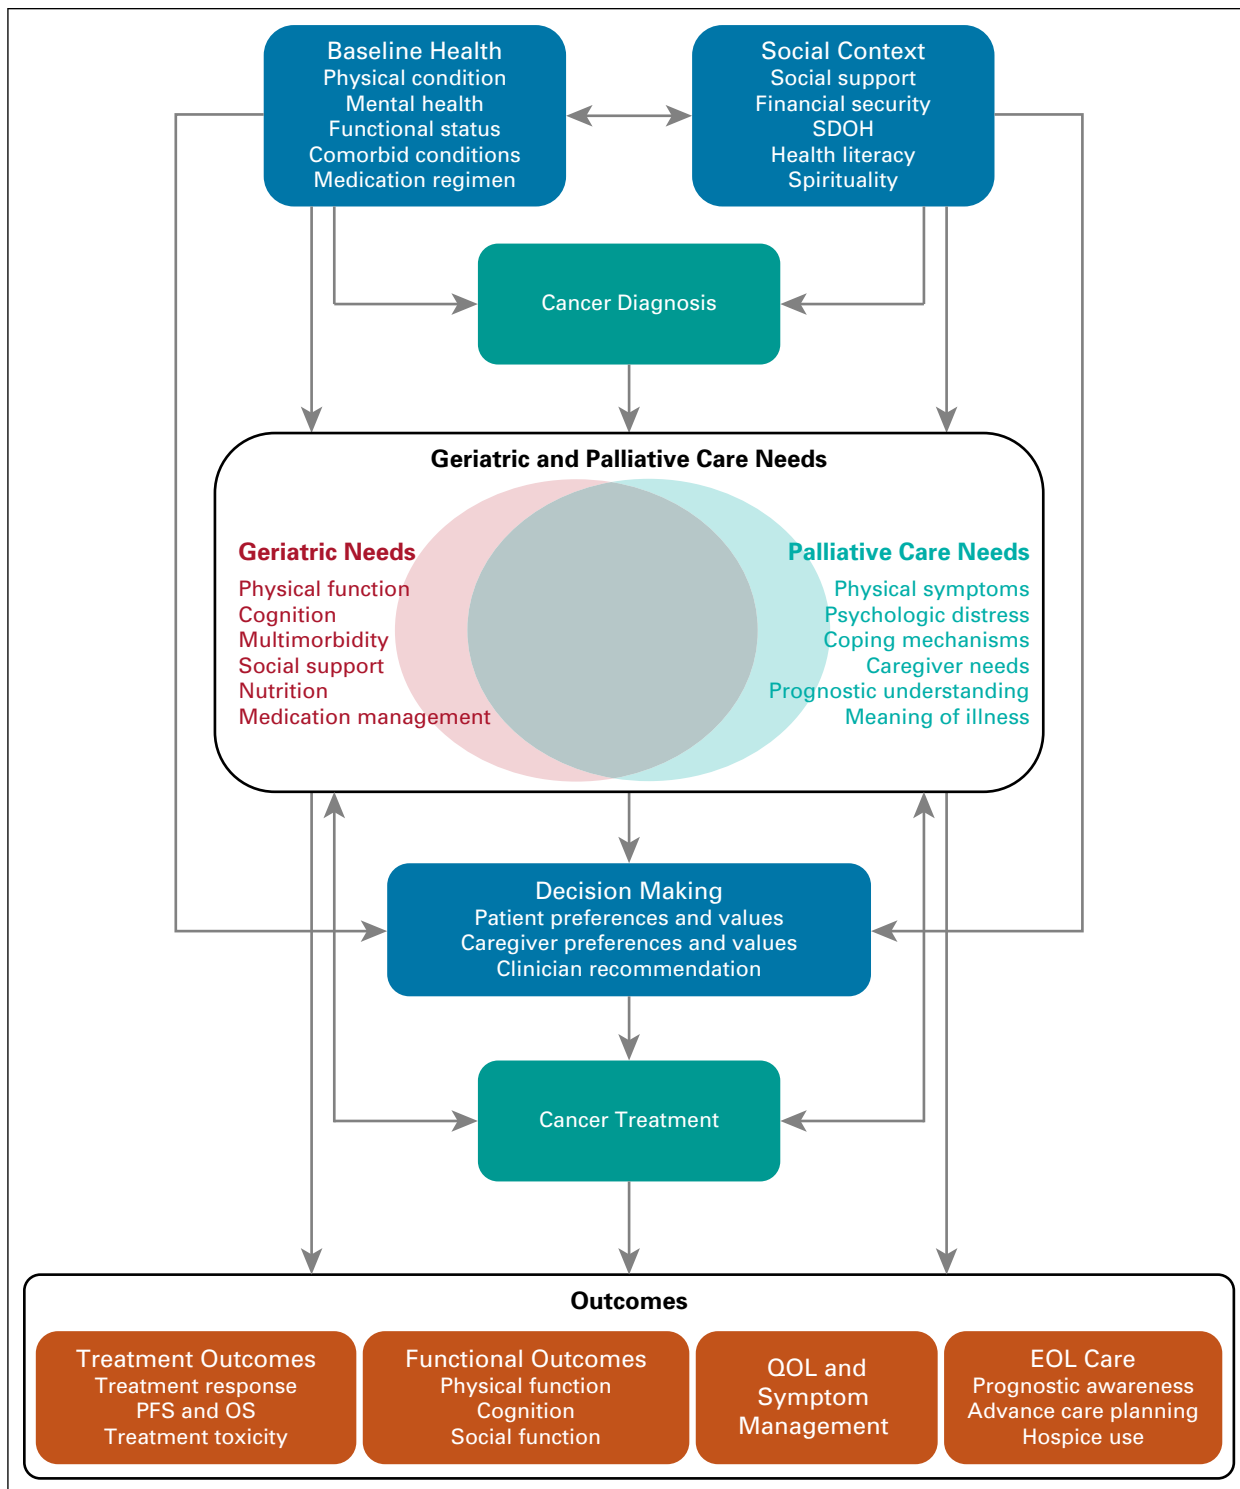 Baseline Health
Physical condition
Mental health
Functional status
Comorbid conditions
Medication regimen
Social Context
Social support
Financial security
SDOH
Health literacy
Spirituality
Cancer Diagnosis
Geriatric and Palliative Care Needs
Geriatric Needs
Physical function
Cognition
Multimorbidity
Social support
Nutrition
Medication management
Palliative Care Needs
Physical symptoms
Psychologic distress
Coping mechanisms
Caregiver needs
Prognostic understanding
Meaning of illness
Decision Making
Patient preferences and values
Caregiver preferences and values
Clinician recommendation
Cancer Treatment
Outcomes
Treatment Outcomes
Treatment response
PFS and OS
Treatment toxicity
Functional Outcomes
Physical function
Cognition
Social function
QOL and
Symptom
Management
EOL Care
Prognostic awareness
Advance care planning
Hospice use